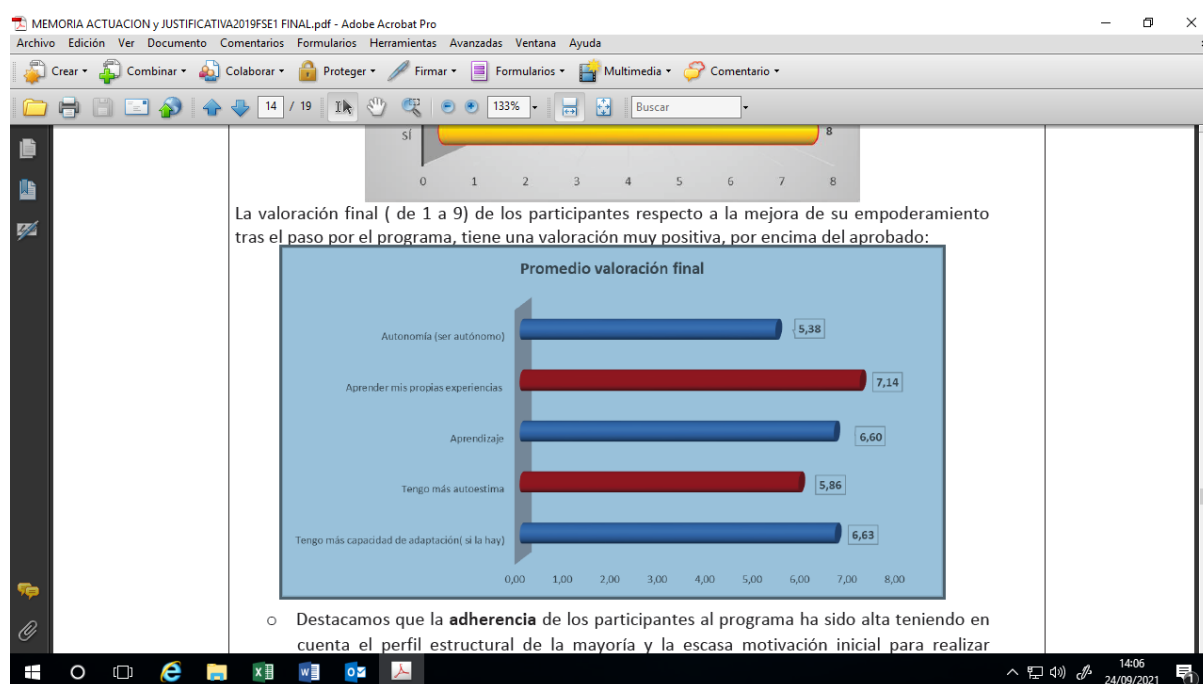 MEMORIA ACTUACION y JUSTIFICATIVA2019FSE1 FINAL.pdf - Adobe Acrobat Pro
Archivo Edición Ver Documento Comentarios Formularios Herramientas Avanzadas Ventana Ayuda
Crear Combinar Colaborar Proteger Firmar Formularios Multimedia Comentario
14 / 19 133% Buscar
sí 8
0 1 2 3 4 5 6 7 8
La valoración final ( de 1 a 9) de los participantes respecto a la mejora de su empoderamiento
tras el paso por el programa, tiene una valoración muy positiva, por encima del aprobado:
Promedio valoración final
Autonomía (ser autónomo) 5,38
Aprender mis propias experiencias 7,14
Aprendizaje 6,60
Tengo más autoestima 5,86
Tengo más capacidad de adaptación( si la hay) 6,63
0,00 1,00 2,00 3,00 4,00 5,00 6,00 7,00 8,00
o Destacamos que la adherencia de los participantes al programa ha sido alta teniendo en
cuenta el perfil estructural de la mayoría y la escasa motivación inicial para realizar
14:06
24/09/2021